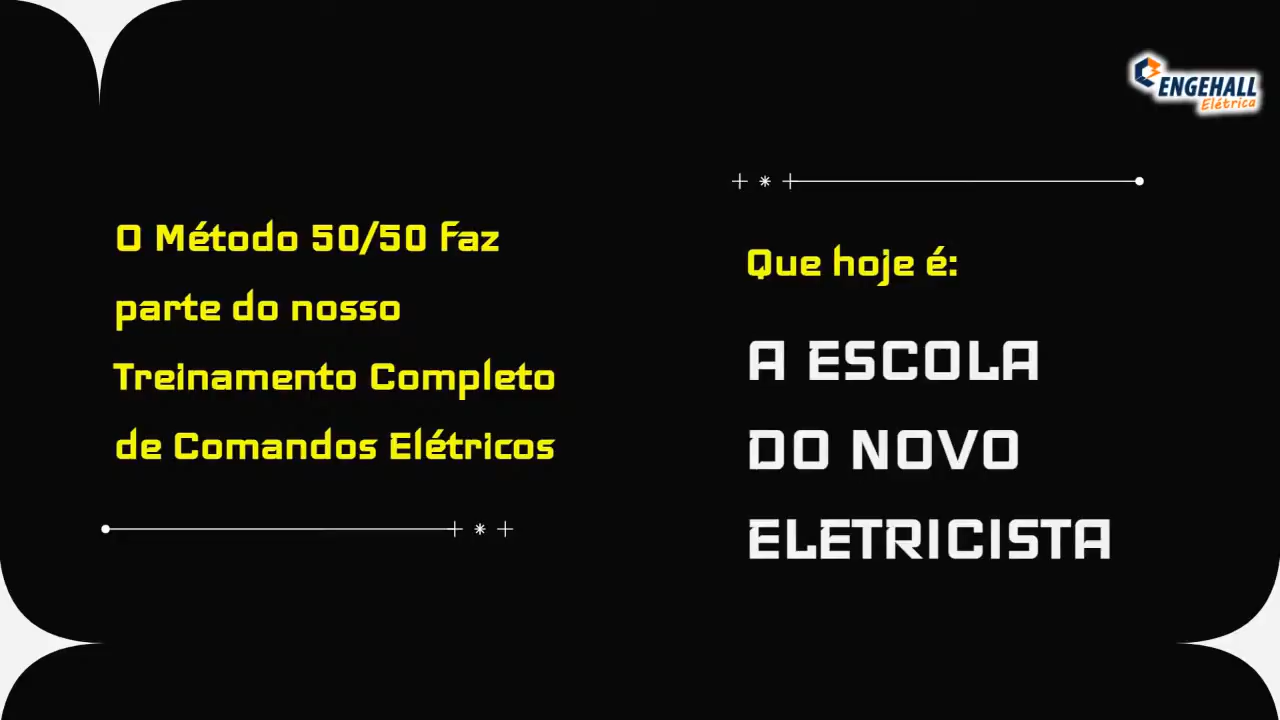 ENGEHALL
Elétrica
O Método 50/50 faz
parte do nosso
Treinamento Completo
de Comandos Elétricos
Que hoje é:
A ESCOLA
DO NOVO
ELETRICISTA